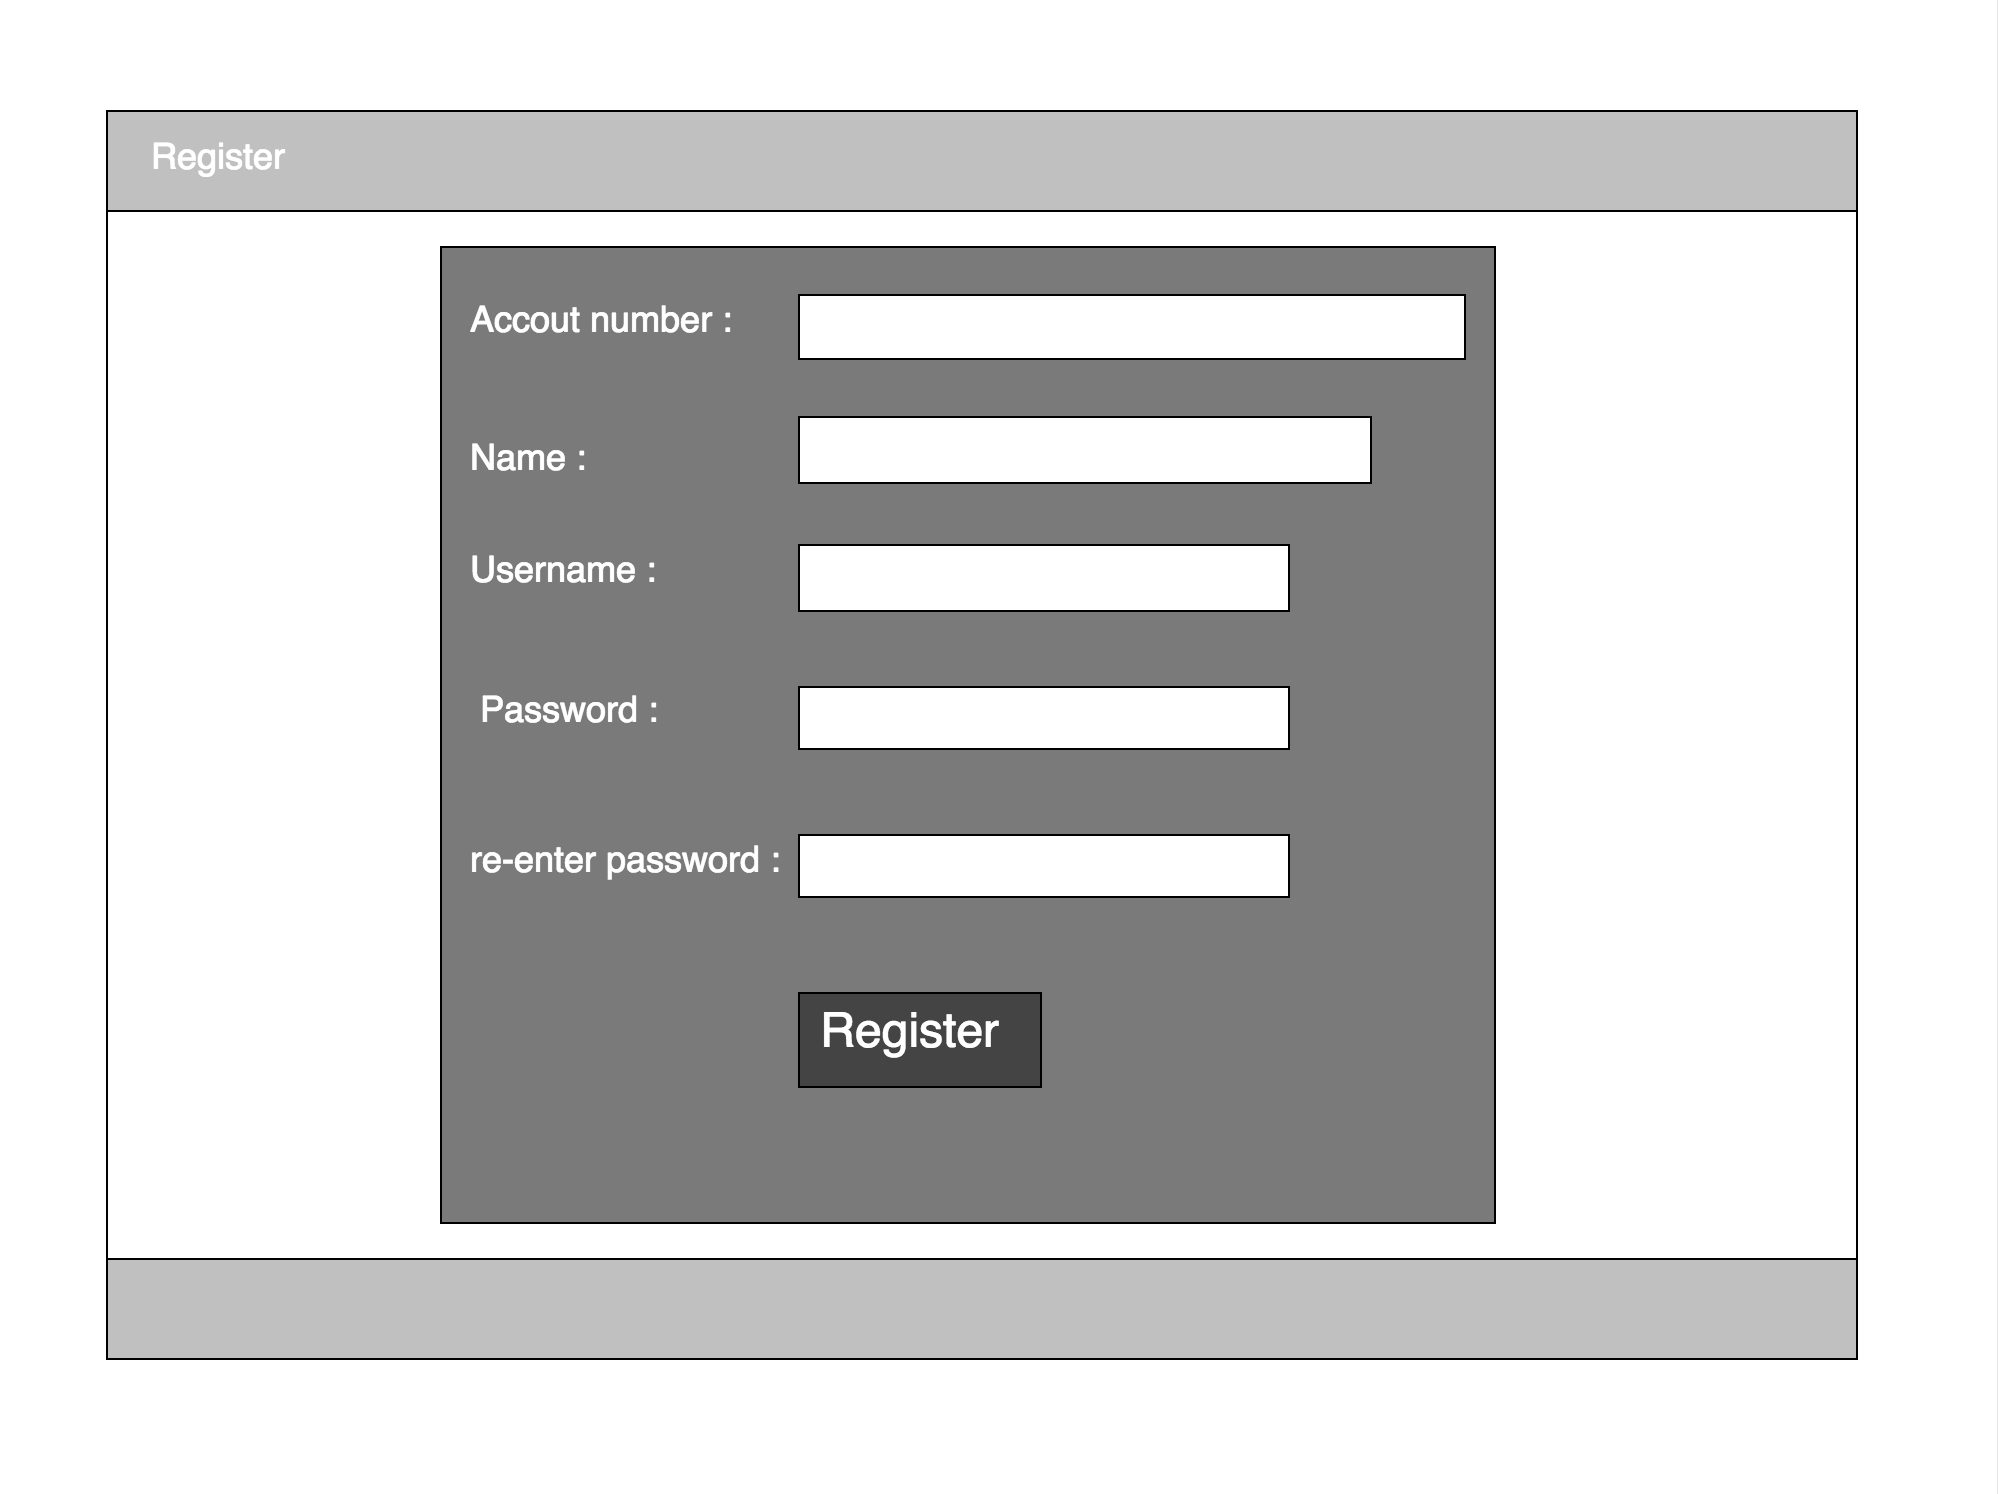 Register
Accout number :
Name :
Username :
Password :
re-enter password :
Register